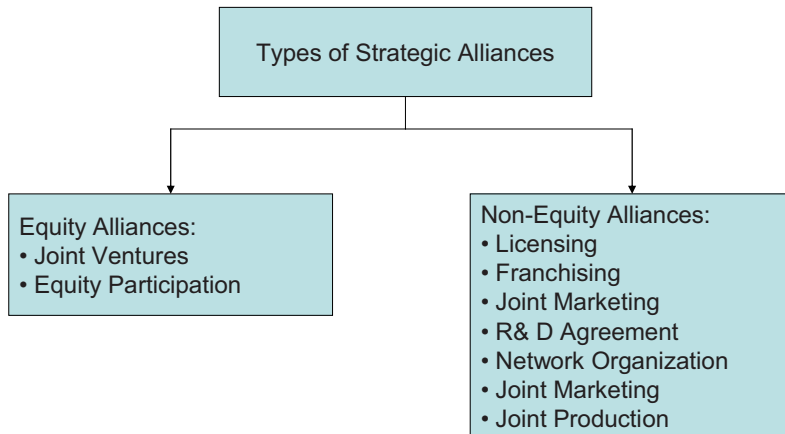 Types of Strategic Alliances
Equity Alliances:
• Joint Ventures
• Equity Participation
Non-Equity Alliances:
• Licensing
• Franchising
• Joint Marketing
• R& D Agreement
• Network Organization
• Joint Marketing
• Joint Production